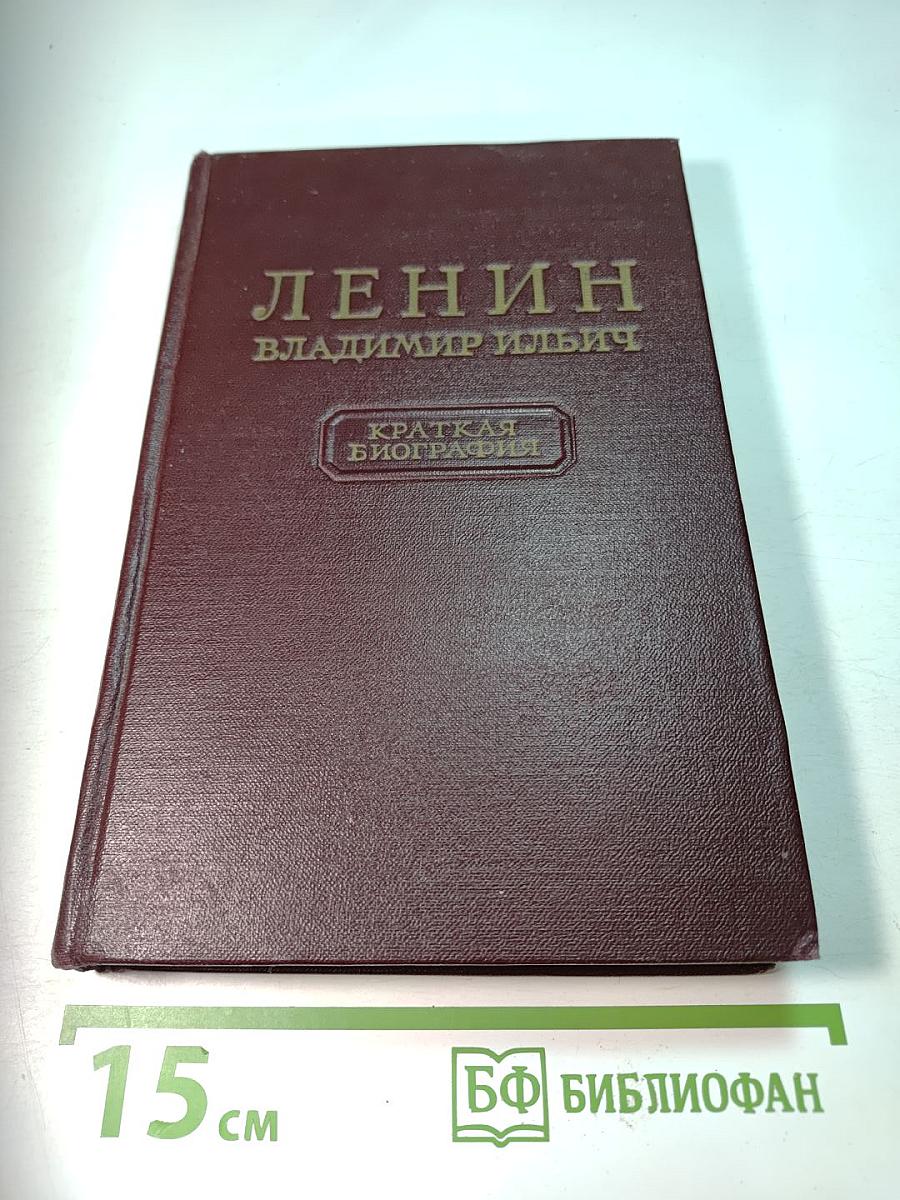 ЛЕНИН
ВЛАДИМИР ИЛЬИЧ
КРАТКАЯ
БИОГРАФИЯ
15 см
БФ БИБЛИОФАН